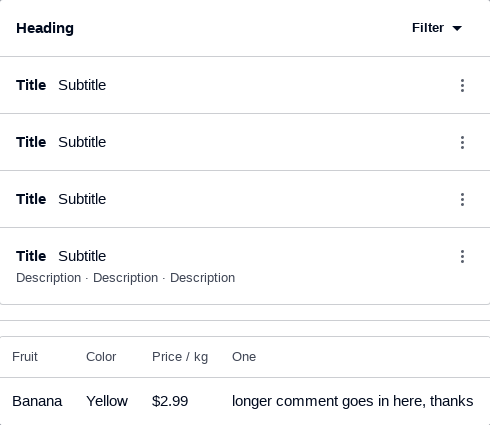 Heading Filter
Title Subtitle
Title Subtitle
Title Subtitle
Title Subtitle
Description · Description · Description
Fruit Color Price / kg One
Banana Yellow $2.99 longer comment goes in here, thanks